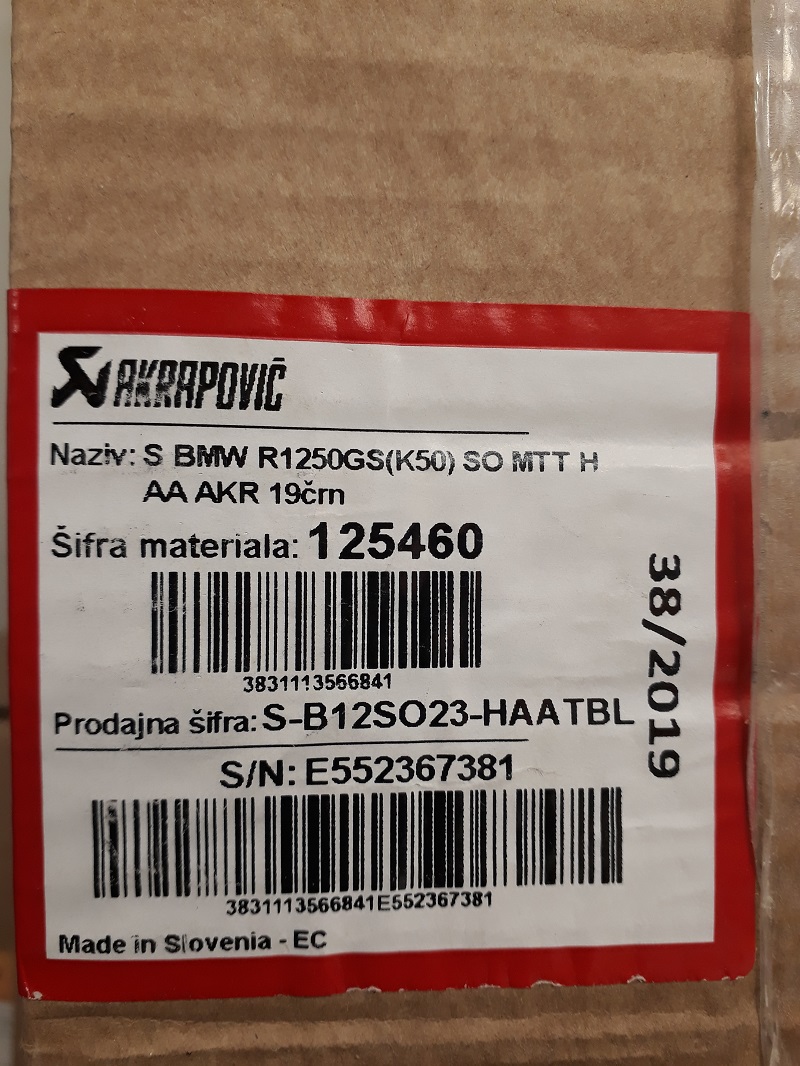 AKRAPOVIČ
Naziv: S BMW R1250GS(K50) SO MTT H
AA AKR 19črn
Šifra materiala: 125460
3831113566841
38/2019
Prodajna šifra: S-B12SO23-HAATBL
S/N: E552367381
3831113566841E552367381
Made in Slovenia - EC